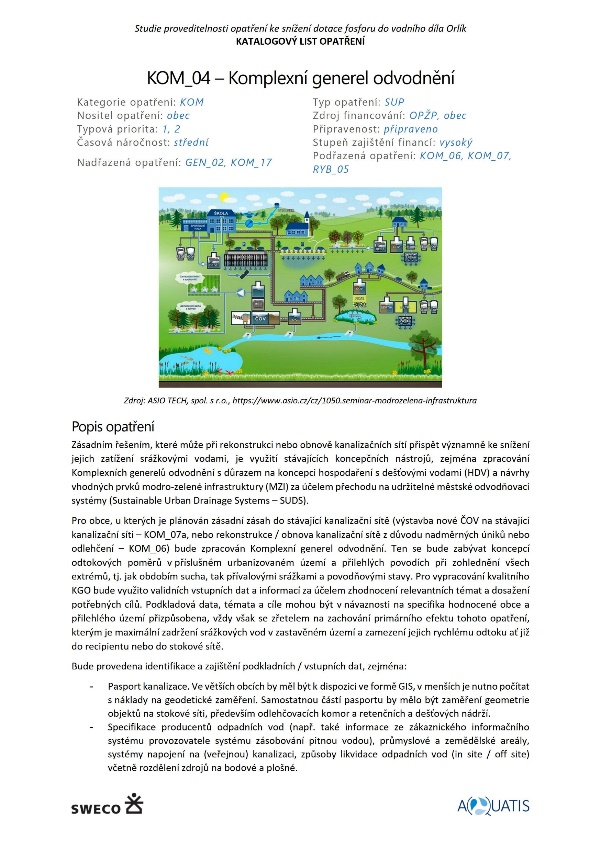 Studie proveditelnosti opatření ke snížení dotace fosforu do vodního díla Orlík
KATALOGOVÝ LIST OPATŘENÍ
KOM_04 – Komplexní generel odvodnění
Kategorie opatření: KOM
Nositel opatření: obec
Typová priorita: 1, 2
Časová náročnost: střední
Nadřazená opatření: GEN_02, KOM_17
Typ opatření: SUP
Zdroj financování: OPŽP, obec
Připravenost: připraveno
Stupeň zajištění financí: vysoký
Podřazená opatření: KOM_06, KOM_07,
RYB_05
ŠKOLA
ČOV
Zdroj: ASIO TECH, spol. s r.o., https://www.asio.cz/cz/1050.seminar-modrozelena-infrastruktura
Popis opatření
Zásadním řešením, které může při rekonstrukci nebo obnově kanalizačních sítí přispět významně ke snížení
jejich zatížení srážkovými vodami, je využití stávajících koncepčních nástrojů, zejména zpracování
Komplexních generelů odvodnění s důrazem na koncepci hospodaření s dešťovými vodami (HDV) a návrhy
vhodných prvků modro-zelené infrastruktury (MZI) za účelem přechodu na udržitelné městské odvodňovací
systémy (Sustainable Urban Drainage Systems – SUDS).
Pro obce, u kterých je plánován zásadní zásah do stávající kanalizační sítě (výstavba nové ČOV na stávající
kanalizační síti – KOM_07a, nebo rekonstrukce / obnova kanalizační sítě z důvodu nadměrných úniků nebo
odlehčení – KOM_06) bude zpracován Komplexní generel odvodnění. Ten se bude zabývat koncepcí
odtokových poměrů v příslušném urbanizovaném území a přilehlých povodích při zohlednění všech
extrémů, tj. jak obdobím sucha, tak přívalovými srážkami a povodňovými stavy. Pro vypracování kvalitního
KGO bude využito validních vstupních dat a informací za účelem zhodnocení relevantních témat a dosažení
potřebných cílů. Podkladová data, témata a cíle mohou být v návaznosti na specifika hodnocené obce a
přilehlého území přizpůsobena, vždy však se zřetelem na zachování primárního efektu tohoto opatření,
kterým je maximální zadržení srážkových vod v zastavěném území a zamezení jejich rychlému odtoku ať již
do recipientu nebo do stokové sítě.
Bude provedena identifikace a zajištění podkladních / vstupních dat, zejména:
- Pasport kanalizace. Ve větších obcích by měl být k dispozici ve formě GIS, v menších je nutno počítat
s náklady na geodetické zaměření. Samostatnou částí pasportu by mělo být zaměření geometrie
objektů na stokové síti, především odlehčovacích komor a retenčních a dešťových nádrží.
- Specifikace producentů odpadních vod (např. také informace ze zákaznického informačního
systému provozovatele systému zásobování pitnou vodou), průmyslové a zemědělské areály,
systémy napojení na (veřejnou) kanalizaci, způsoby likvidace odpadních vod (in site / off site)
včetně rozdělení zdrojů na bodové a plošné.
SWECO
AQUATIS